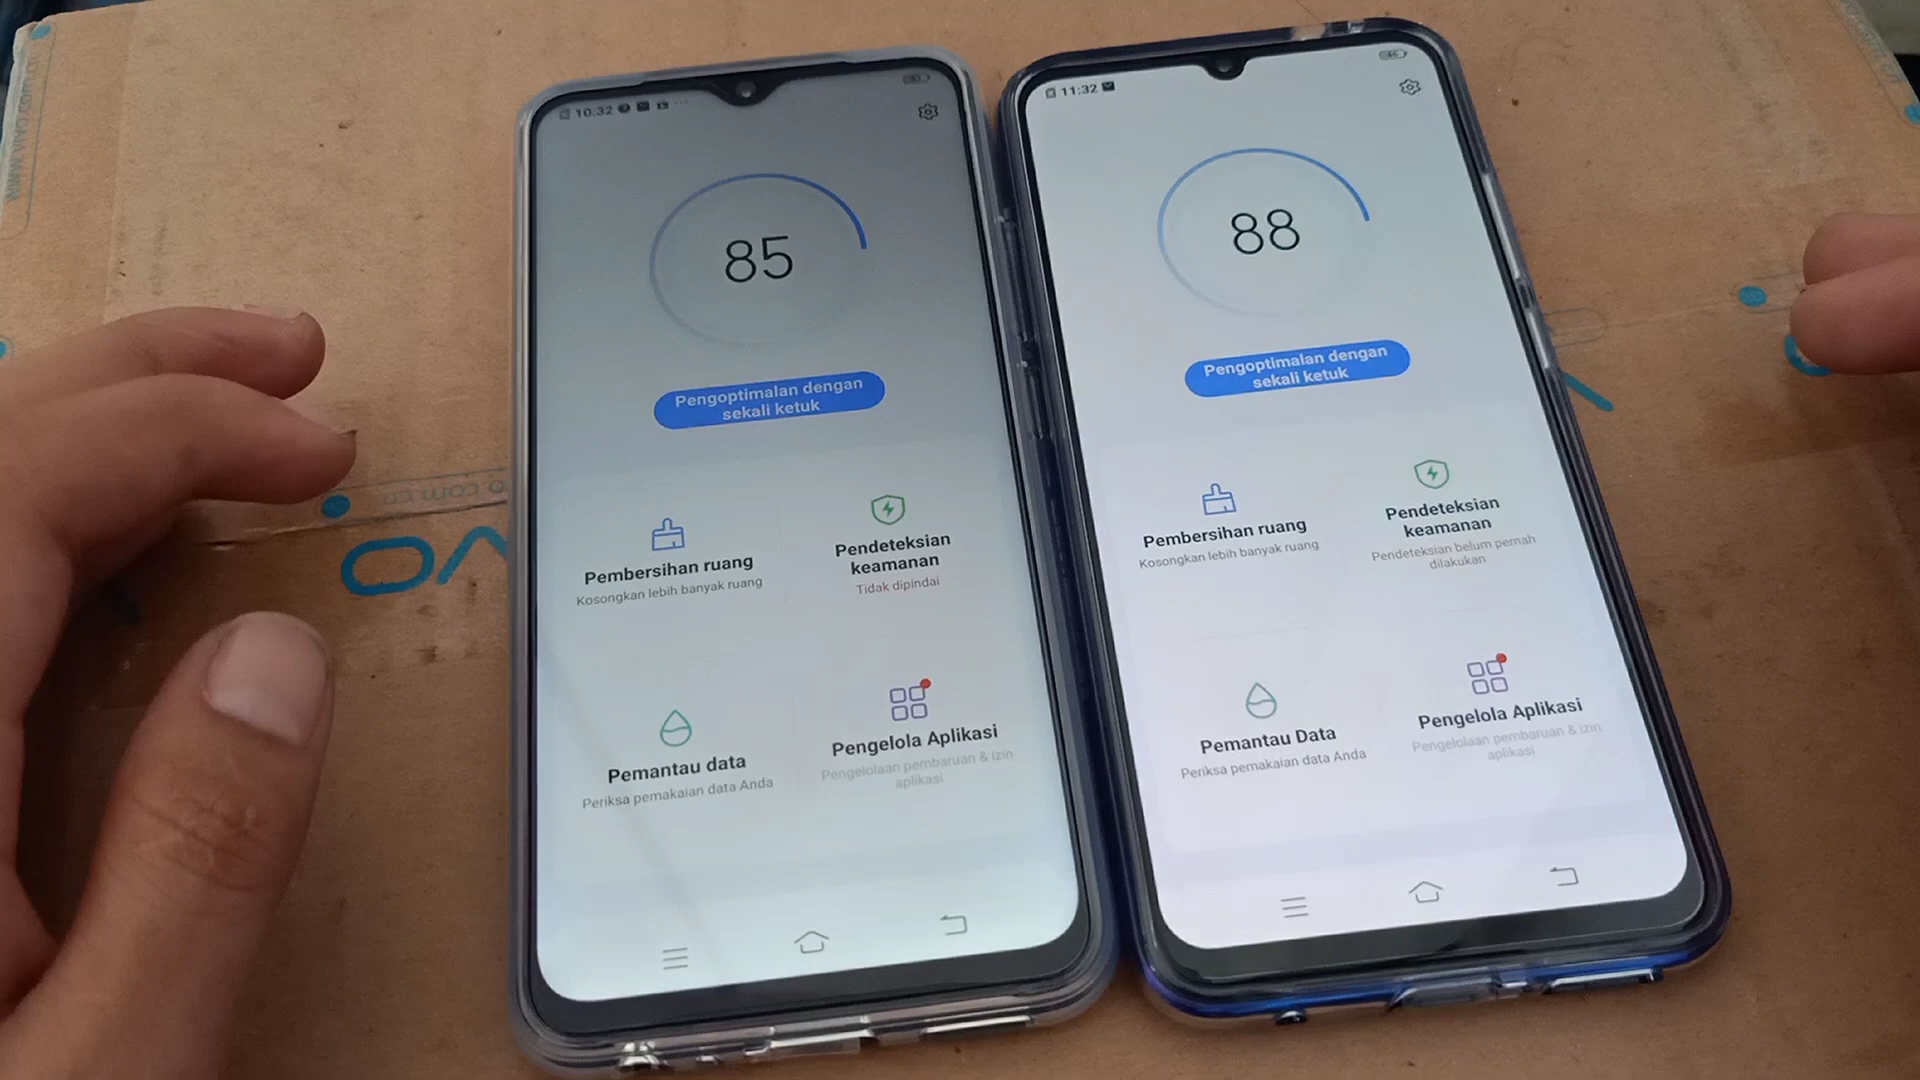 10:32
85
Pengoptimalan dengan
sekali ketuk
Pembersihan ruang
Kosongkan lebih banyak ruang
Pendeteksian
keamanan
Tidak dipindai
Pemantau data
Periksa pemakaian data Anda
Pengelola Aplikasi
Pengelolaan pembaruan & izin
aplikasi
11:32
88
Pengoptimalan dengan
sekali ketuk
Pembersihan ruang
Kosongkan lebih banyak ruang
Pendeteksian
keamanan
Pendeteksian belum pernah
dilakukan
Pemantau Data
Periksa pemakaian data Anda
Pengelola Aplikasi
Pengelolaan pembaruan & izin
aplikasi